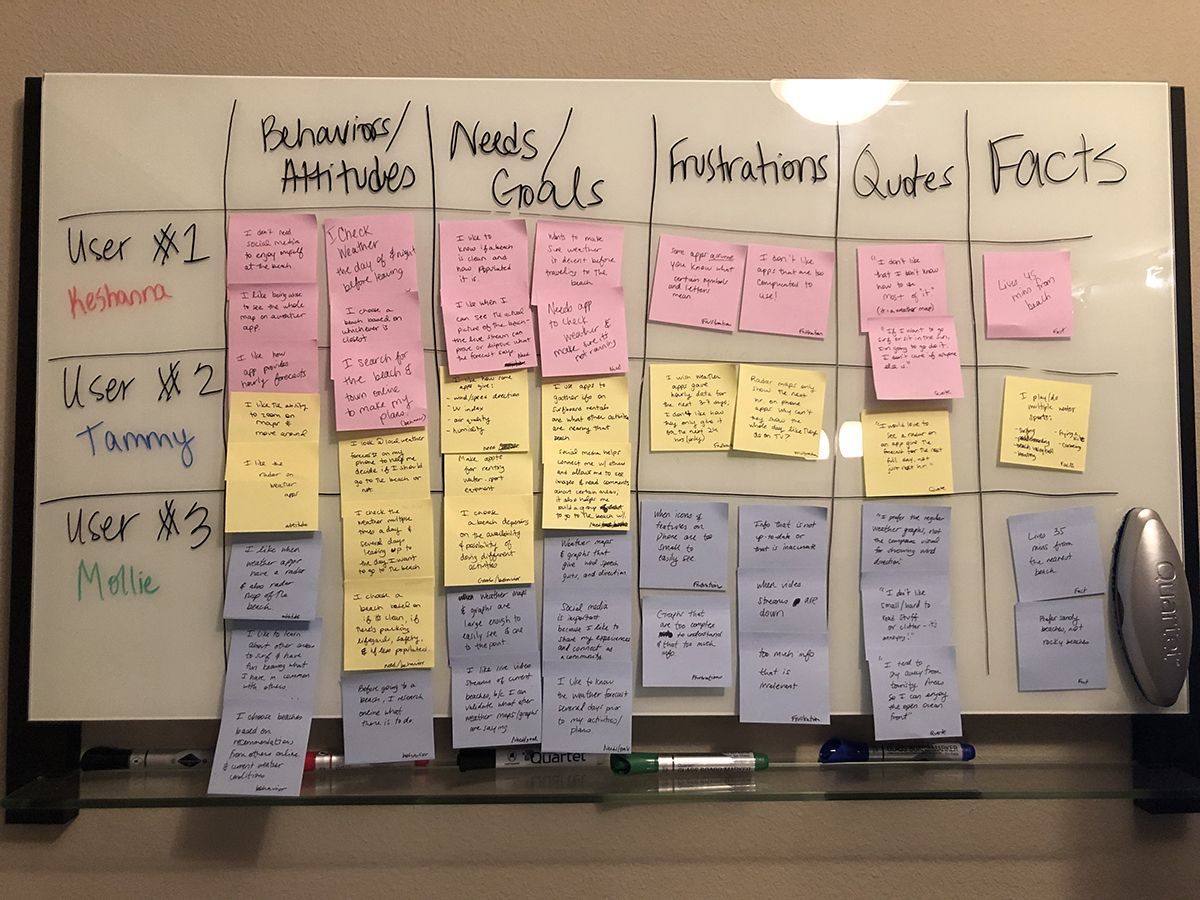 Behaviors/
Attitudes
Needs/
Goals
Frustrations
Quotes
Facts
User #1
Keshanna
I don't need
social media
to enjoy myself
at the beach
I like being able
to see the whole
map on a weather
app.
I like how
app provides
hourly forecasts
I Check
Weather
the day of & night
before leaving
I choose a
beach based on
whichever is
closest
I search for
the beach &
town online
to make my
plans.
I like to
know if a beach
is clean and
how populated
it is
I like when I
can see the actual
picture of the beach -
the live stream can
prove or disprove what
the forecast says.
Need
Wants to make
sure weather
is decent before
traveling to the
beach
Needs app
to check
weather &
make sure it's
not rainy
Need
Some apps assume
you know what
certain symbols
and letters
mean
Frustration
I don't like
apps that are too
complicated to
use!
Frustration
"I don't like
that I don't know
how to use
most of it"
(it = weather map)
"If I want to go
surf or sit in the sun,
I'm going to go do it,
I don't care if anyone
else is."
Quote
Lives 45
mins from
beach
Fact
User #2
Tammy
I like the ability
to zoom on
maps &
move around
I like the
radar on
weather
apps
attitude
I look @ local weather
forecasts on my
phone to help me
decide if I should
go to the beach or
not.
I check the
weather multiple
times a day &
several days
leading up to
the day I want
to go to the beach
I choose a
beach based on
if it's clean, if
there's parking,
lifeguard, safety,
& if less populated.
need/behavior
I like how some
apps give:
- wind/speed direction
- UV index
- air quality
- humidity
Need
Make appts
for renting
water-sport
equipment
I choose
a beach depending
on the availability
& possibility of
doing different
activities
Goals/behavior
I use apps to
gather info on
surfboard rentals
and what other activities
are nearby that
beach
Social media helps
connect me w/ others
and allows me to see
images & read comments
about certain areas;
it also helps me
build a group
to go to the beach w/.
I wish weather
apps gave
hourly data for
the next 3-7 days;
I don't like how
they only give it
for the next 24
hrs (only)
Radar maps only
show the next
hr. on phone
apps. Why can't
they show the
whole day like they
do on TV?
"I would love to
see a radar on
an app give the
forecast for the next
full day, not
just one hr."
Quote
I play/do
multiple water
sports:
- surfing
- paddleboarding
- beach volleyball
- boating
- canoeing
Facts
User #3
Mollie
I like when
weather apps
have a radar
& also radar
map of the
beach.
attitude
I like to learn
about other areas
to surf & have
fun knowing what
I have in common
with others.
I choose beaches
based on
recommendations
from others online
& current weather
conditions
behavior
Before going to a
beach, I research
online what
there is to do
behavior
When weather maps
& graphs are
large enough to
easily see & are
to the point
I like live video
streams of current
beaches, b/c I can
validate what other
weather maps/graphs
are saying.
Need/goal
Weather maps
& graphs that
give wind speed,
gusts, and direction.
Social media
is important
because I like to
share my experiences
and connect as
a community.
I like to know
the weather forecast
several days prior
to my activities/
plans.
Need/goal
When icons of
features on
phone are too
small to
easily see
Frustration
Graphs that
are too complex
to understand
& that too much
info.
Frustration
Info that is not
up-to-date or
that is inaccurate
When video
streams are
down
too much info
that is
irrelevant
Frustration
"I prefer the regular
weather graphs, not
the compass wizard
for showing wind
direction"
"I don't like
small/hard to
read stuff
or clutter - it's
annoying!"
"I tend to
stay away from
touristy areas
so I can enjoy
the open ocean
front"
Quote
Lives 35
mins from
the nearest
beach.
Fact
Prefer sandy
beaches, not
rocky beaches
Fact
Quartet
Quartet
GLASS BOARD MARKER
GLASS BOARD MARKER